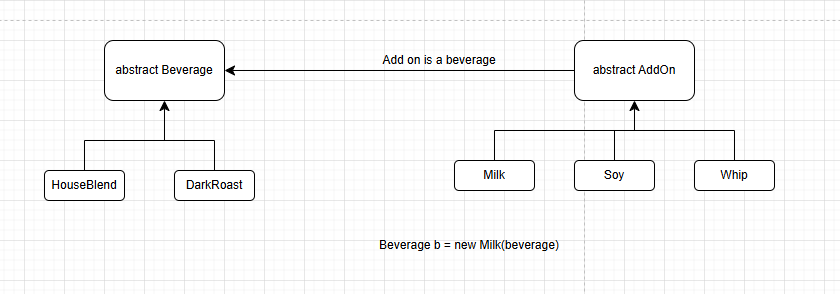 Add on is a beverage
abstract Beverage
abstract AddOn
HouseBlend
DarkRoast
Milk
Soy
Whip
Beverage b = new Milk(beverage)